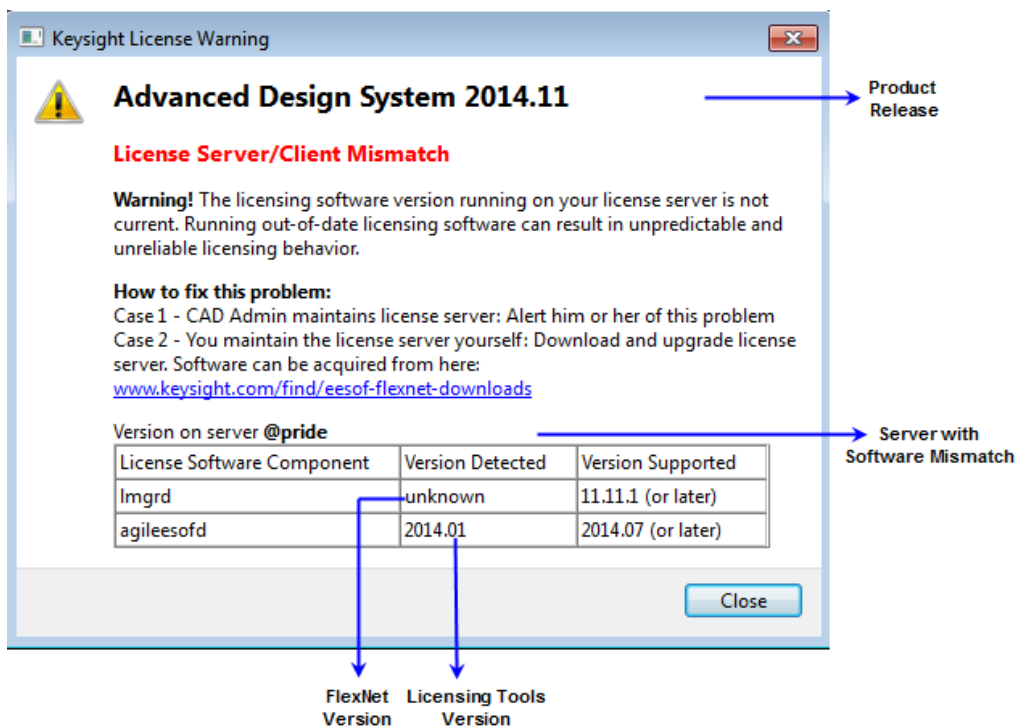 Keysight License Warning
Advanced Design System 2014.11
Product
Release
License Server/Client Mismatch
Warning! The licensing software version running on your license server is not
current. Running out-of-date licensing software can result in unpredictable and
unreliable licensing behavior.
How to fix this problem:
Case 1 - CAD Admin maintains license server: Alert him or her of this problem
Case 2 - You maintain the license server yourself: Download and upgrade license
server. Software can be acquired from here:
www.keysight.com/find/eesof-flexnet-downloads
Version on server @pride
Server with
Software Mismatch
License Software Component Version Detected Version Supported
lmgrd unknown 11.11.1 (or later)
agileesofd 2014.01 2014.07 (or later)
Close
FlexNet
Version
Licensing Tools
Version